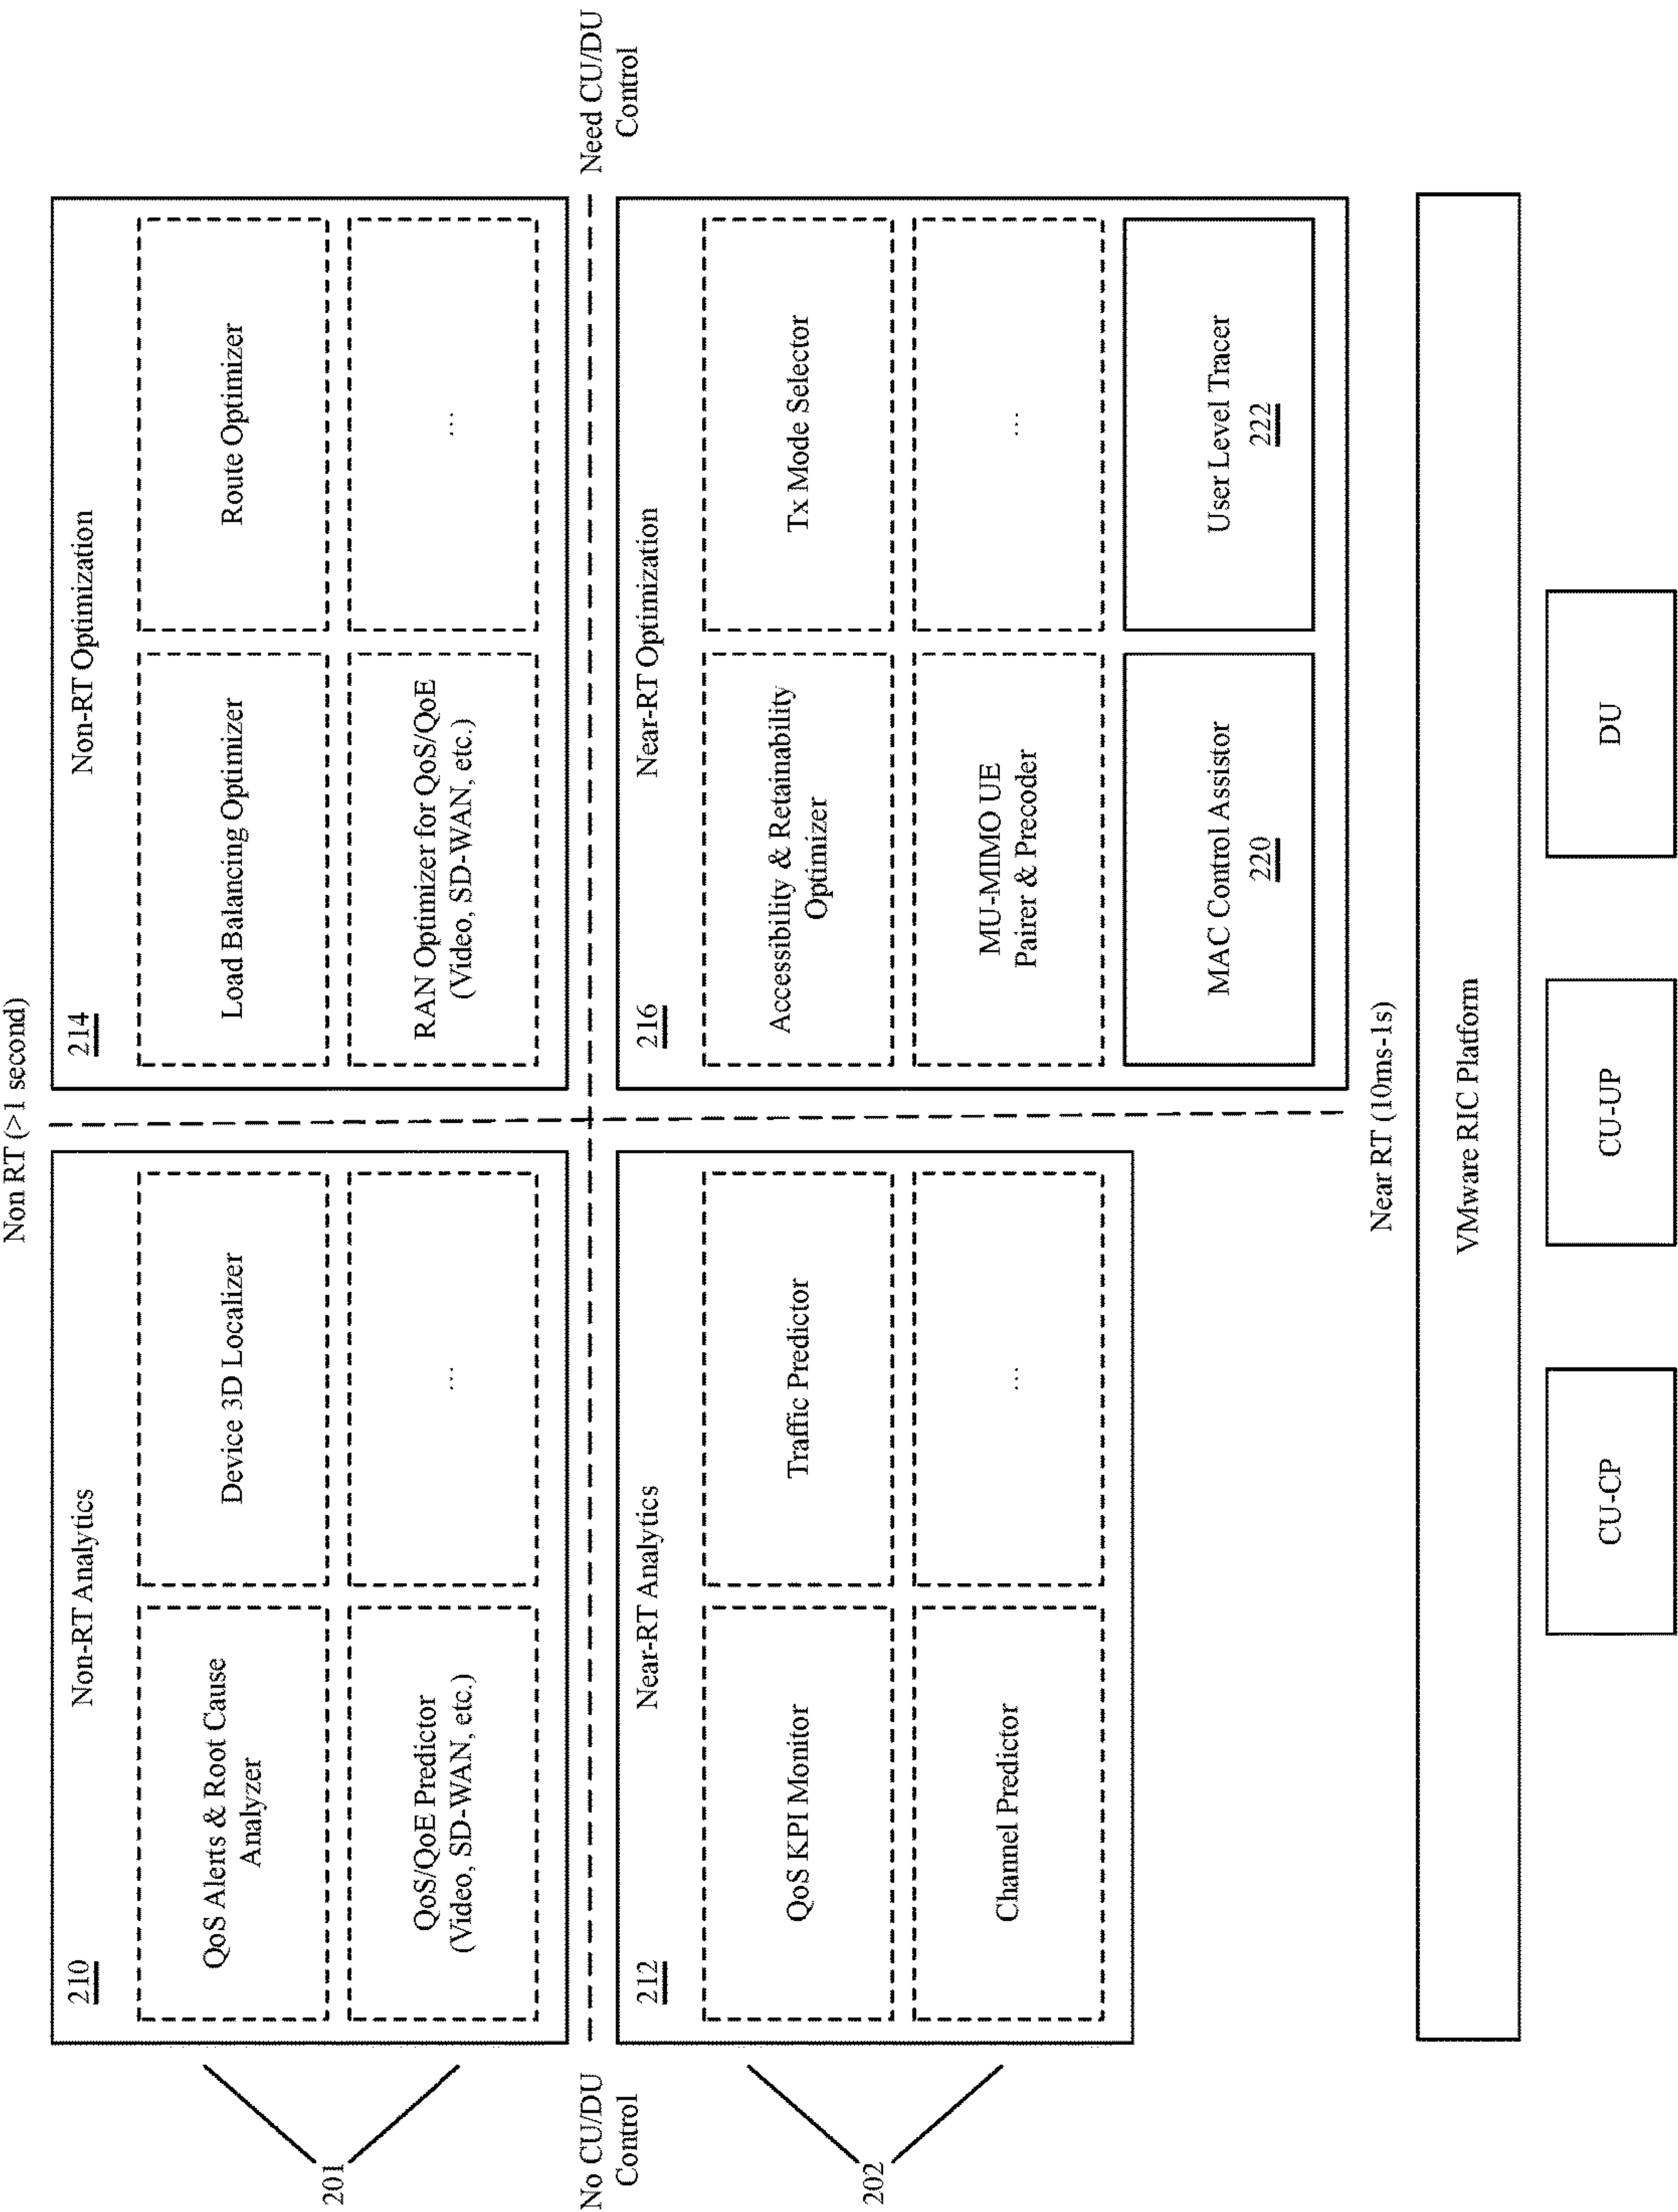 Non RT (>1 second)
210
Non-RT Analytics
QoS Alerts & Root Cause
Analyzer
Device 3D Localizer
QoS/QoE Predictor
(Video, SD-WAN, etc.)
...
201
214
Non-RT Optimization
Load Balancing Optimizer
Route Optimizer
RAN Optimizer for QoS/QoE
(Video, SD-WAN, etc.)
...
No CU/DU
Control
Need CU/DU
Control
212
Near-RT Analytics
QoS KPI Monitor
Traffic Predictor
Channel Predictor
...
202
216
Near-RT Optimization
Accessibility & Retainability
Optimizer
Tx Mode Selector
MU-MIMO UE
Pairer & Precoder
...
MAC Control Assistor
220
User Level Tracer
222
Near RT (10ms-1s)
VMware RIC Platform
CU-CP
CU-UP
DU